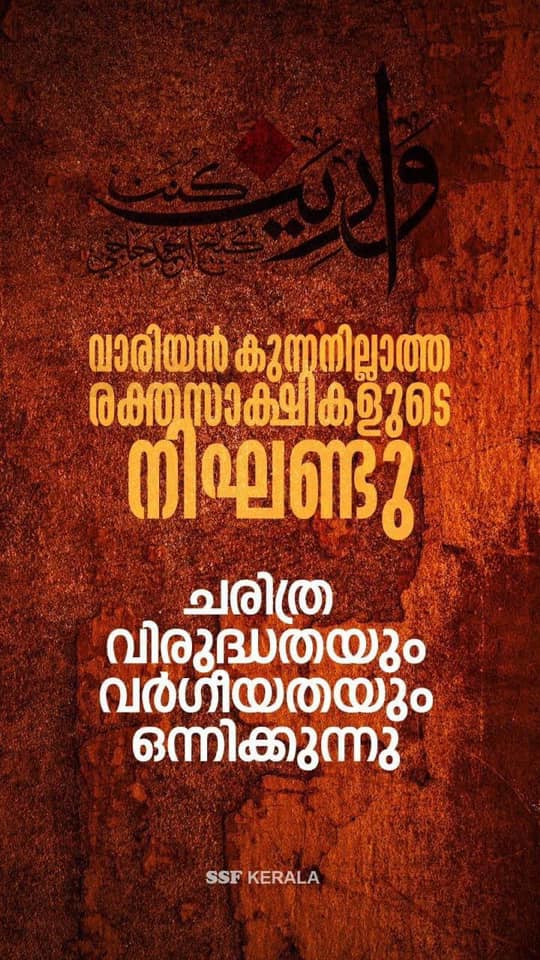 വാരിയൻ കുന്നനില്ലാത്ത
രക്തസാക്ഷികളുടെ
നിഘണ്ടു
ചരിത്ര
വിരുദ്ധതയും
വർഗീയതയും
ഒന്നിക്കുന്നു
SSF KERALA